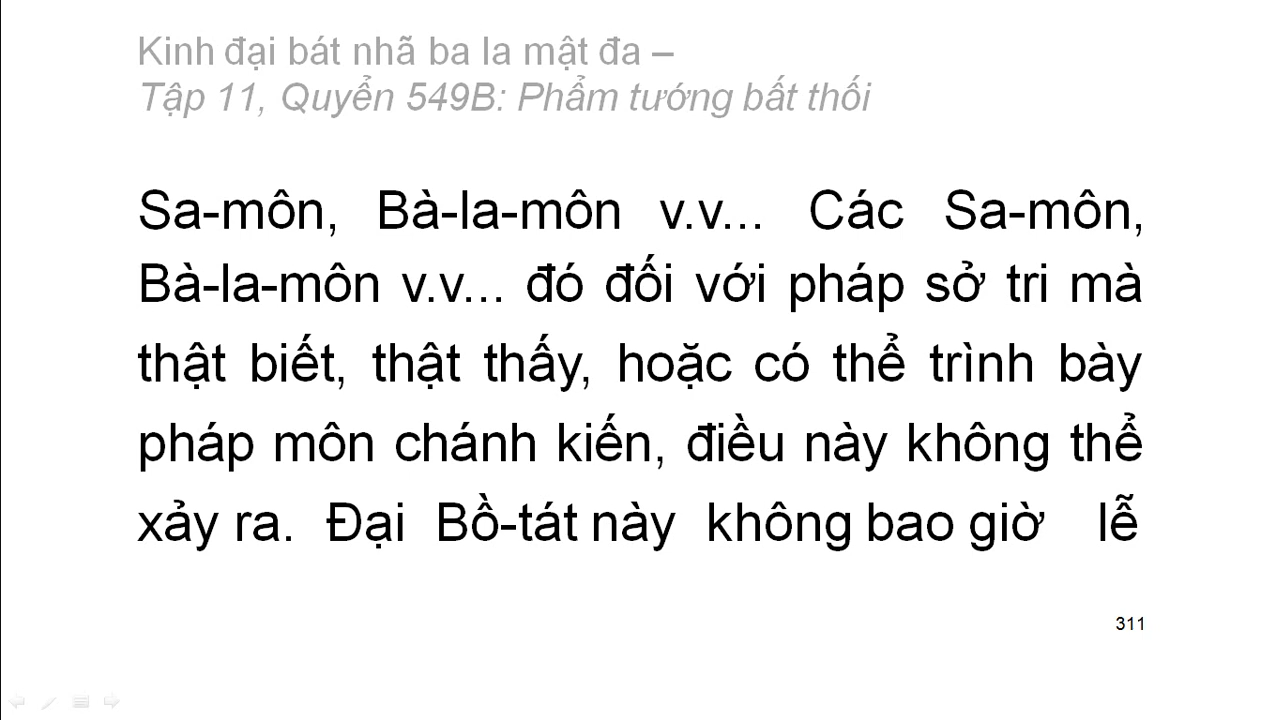 Kinh đại bát nhã ba la mật đa –
Tập 11, Quyển 549B: Phẩm tướng bất thối
Sa-môn, Bà-la-môn v.v... Các Sa-môn,
Bà-la-môn v.v... đó đối với pháp sở tri mà
thật biết, thật thấy, hoặc có thể trình bày
pháp môn chánh kiến, điều này không thể
xảy ra. Đại Bồ-tát này không bao giờ lễ
311